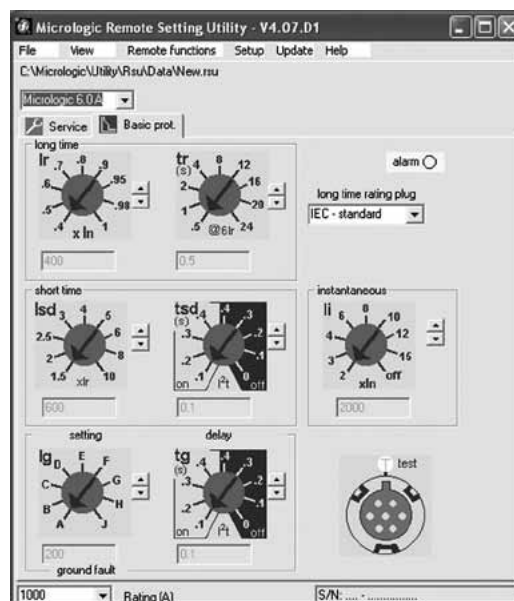 Micrologic Remote Setting Utility - V4.07.D1
File View Remote functions Setup Update Help
C:\Micrologic\Utility\Rsu\Data\New.rsu
Micrologic 6.0 A
Service Basic prot.
long time
Ir .4 .5 .6 .7 .8 .9 .95 .98 1
x In
400
tr (s) .5 1 2 4 8 12 16 20 24
@6Ir
0.5
alarm
long time rating plug
IEC - standard
short time
Isd 1.5 2 2.5 3 4 5 6 8 10
xIr
600
tsd (s) .1 .2 .3 .4 .4 .3 .2 .1 0
on I²t off
0.1
instantaneous
Ii 2 3 4 6 8 10 12 15 off
xIn
2000
setting delay
Ig A B C D E F G H J
200
tg (s) .1 .2 .3 .4 .4 .3 .2 .1 0
on I²t off
0.1
ground fault
test
1000 Rating (A) S/N: .... - ................